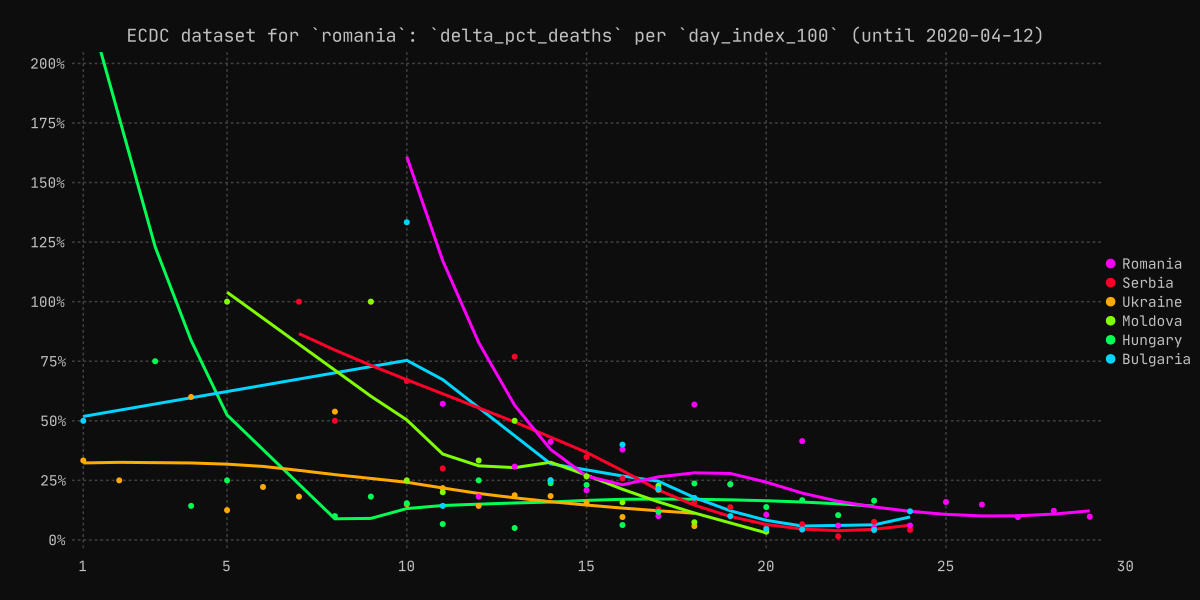 ECDC dataset for `romania`: `delta_pct_deaths` per `day_index_100` (until 2020-04-12)
200%
175%
150%
125%
100%
75%
50%
25%
0%
1 5 10 15 20 25 30
Romania
Serbia
Ukraine
Moldova
Hungary
Bulgaria